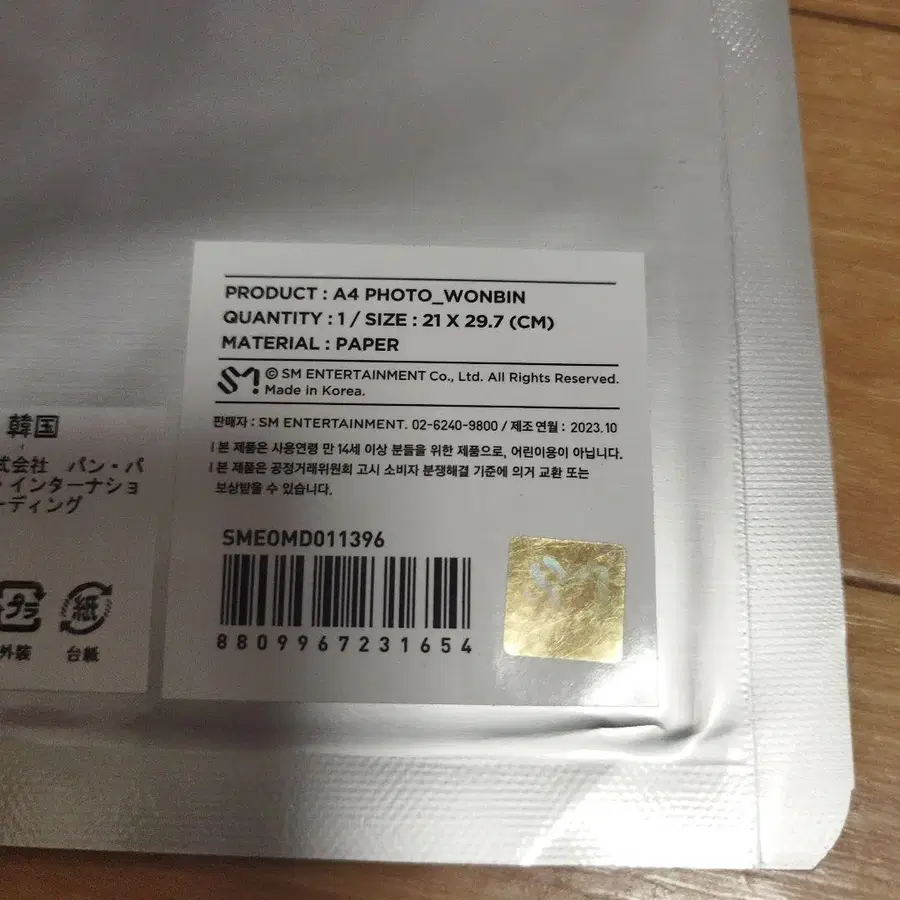 PRODUCT : A4 PHOTO_WONBIN
QUANTITY : 1 / SIZE : 21 X 29.7 (CM)
MATERIAL : PAPER
SM! © SM ENTERTAINMENT Co., Ltd. All Rights Reserved.
Made in Korea.
판매자 : SM ENTERTAINMENT. 02-6240-9800 / 제조 연월 : 2023.10
| 본 제품은 사용연령 만 14세 이상 분들을 위한 제품으로, 어린이용이 아닙니다.
| 본 제품은 공정거래위원회 고시 소비자 분쟁해결 기준에 의거 교환 또는
보상받을 수 있습니다.
SMEOMD011396
8809967231654
SM
韓国
式会社 パン・パ
・インターナショ
ーディング
プラ
紙
外装
台紙